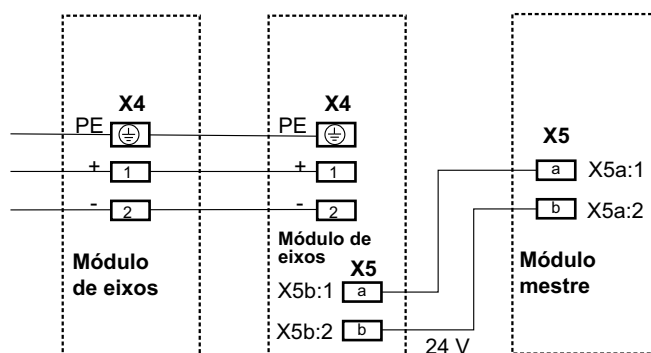 X4
PE
+ 1
- 2
Módulo
de eixos
X4
PE
+ 1
- 2
Módulo de
eixos
X5
X5b:1 a
X5b:2 b
24 V
X5
a X5a:1
b X5a:2
Módulo
mestre